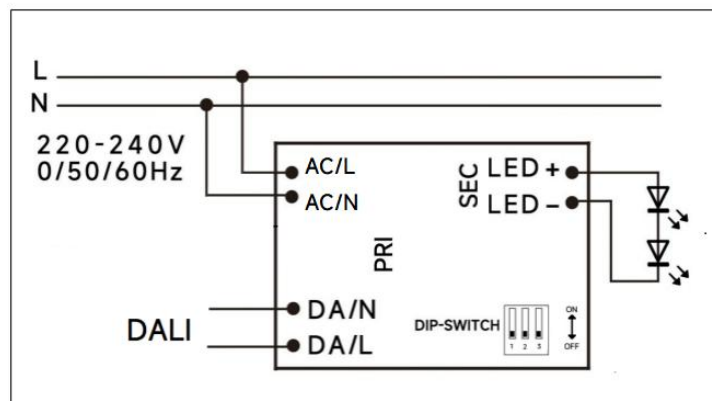 L
N
220-240V
0/50/60Hz
AC/L
AC/N
PRI
SEC
LED +
LED −
DALI
DA/N
DA/L
DIP-SWITCH
1 2 3
ON
OFF